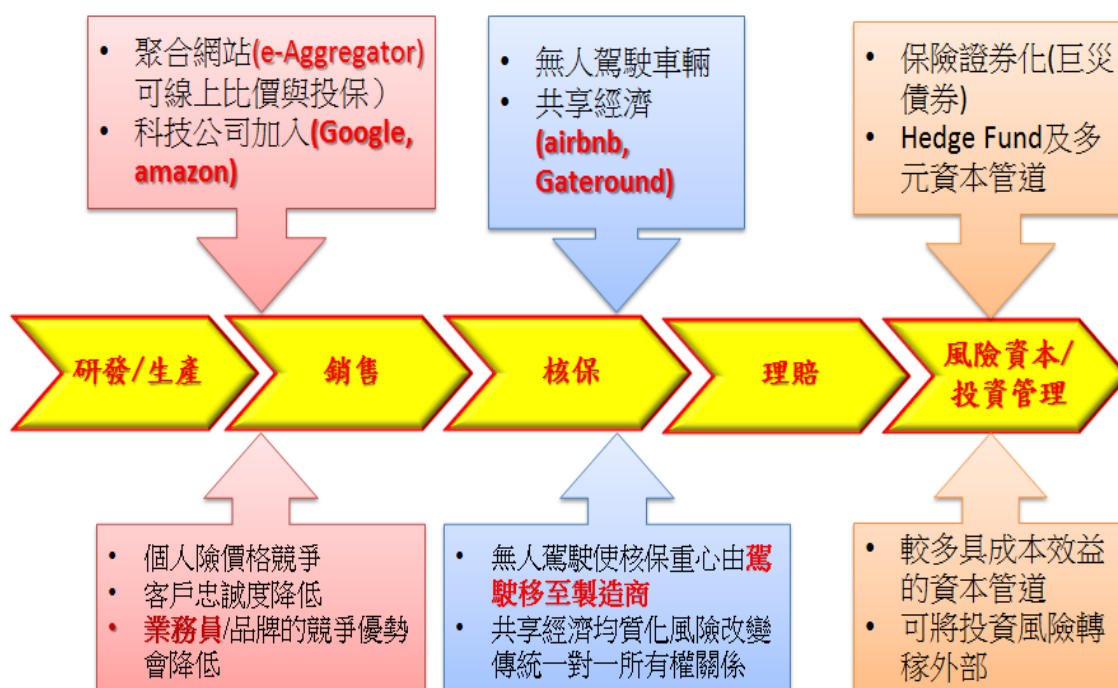 • 聚合網站(e-Aggregator)
可線上比價與投保）
• 科技公司加入(Google,
amazon)
• 無人駕駛車輛
• 共享經濟
(airbnb,
Gateround)
• 保險證券化(巨災
債券)
• Hedge Fund及多
元資本管道
研發/生產
銷售
核保
理賠
風險資本/
投資管理
• 個人險價格競爭
• 客戶忠誠度降低
• 業務員/品牌的競爭優勢
會降低
• 無人駕駛使核保重心由駕
駛移至製造商
• 共享經濟均質化風險改變
傳統一對一所有權關係
• 較多具成本效益
的資本管道
• 可將投資風險轉
稼外部